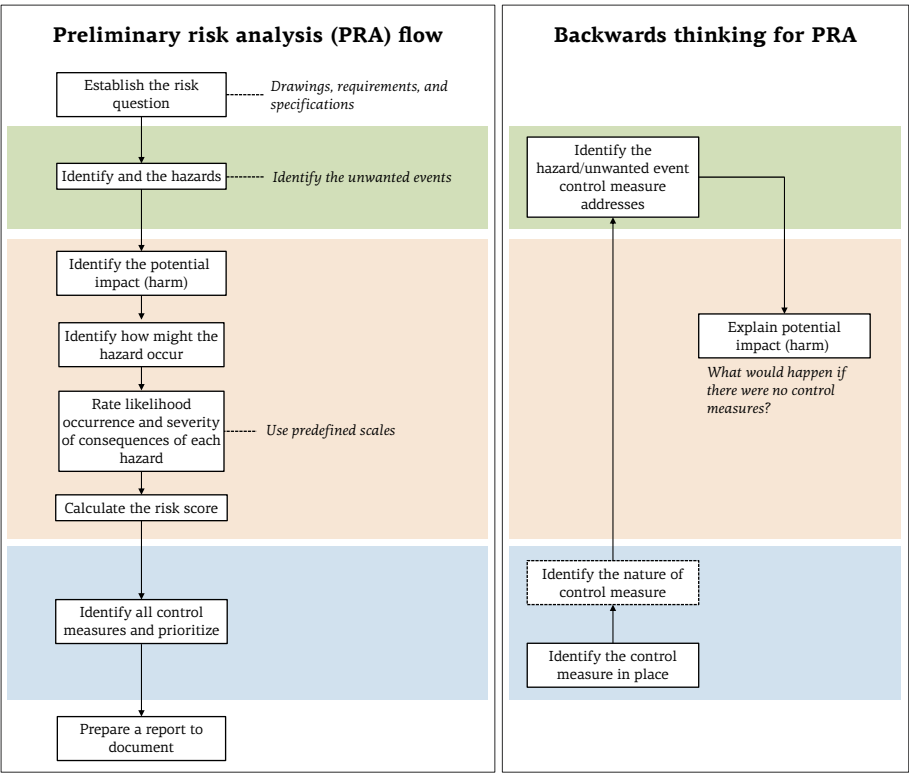 Preliminary risk analysis (PRA) flow
Establish the risk
question
Drawings, requirements, and
specifications
Identify and the hazards
Identify the unwanted events
Identify the potential
impact (harm)
Identify how might the
hazard occur
Rate likelihood
occurrence and severity
of consequences of each
hazard
Use predefined scales
Calculate the risk score
Identify all control
measures and prioritize
Prepare a report to
document
Backwards thinking for PRA
Identify the
hazard/unwanted event
control measure
addresses
Explain potential
impact (harm)
What would happen if
there were no control
measures?
Identify the nature of
control measure
Identify the control
measure in place